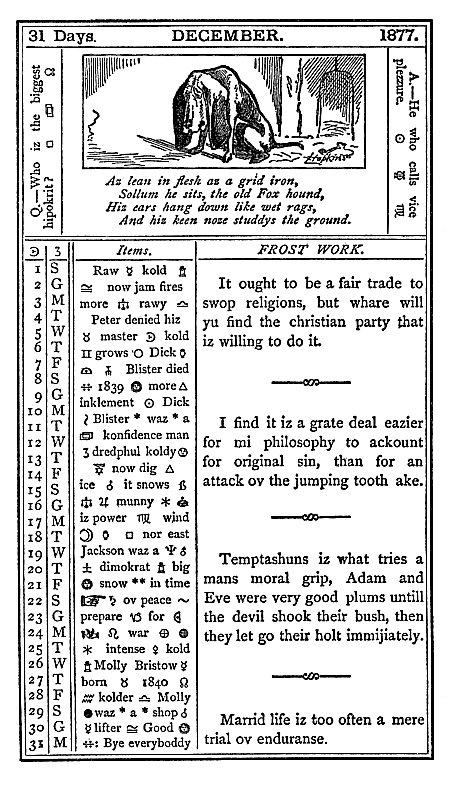 31 Days. DECEMBER. 1877.
Q.—Who iz the biggest
hipokrit?
A.—He who calls vice
plezzure.
Hopkins
Az lean in flesh az a grid iron,
Sollum he sits, the old Fox hound,
Hiz ears hang down like wet rags,
And hiz keen noze studdys the ground.
Items.
1 S Raw ☿ kold
2 G now jam fires
3 M more ♎ rawy
4 T Peter denied hiz
5 W ♉ master kold
6 T ♊ grows Dick
7 F Blister died
8 S 1839 more △
9 G inklement ☉ Dick
10 M Blister * waz * a
11 T konfidence man
12 W 3 dredphul koldy
13 T now dig △
14 F ice ♂ it snows
15 S ♎ ♃ munny *
16 G iz power ♏ wind
17 M □ nor east
18 T Jackson waz a Ψ
19 W ± dimokrat big
20 T snow ** in time
21 F ☞ ♄ ov peace ~
22 S prepare ♑ for
23 G ♌ war ⊕ ⊕
24 M * intense kold
25 T Molly Bristow
26 W born ♉ 1840 ♌
27 T kolder Molly
28 F waz * a * shop
29 S lifter Good
30 G : Bye everyboddy
31 M
FROST WORK.
It ought to be a fair trade to
swop religions, but whare will
yu find the christian party that
iz willing to do it.
I find it iz a grate deal eazier
for mi philosophy to ackount
for original sin, than for an
attack ov the jumping tooth ake.
Temptashuns iz what tries a
mans moral grip, Adam and
Eve were very good plums untill
the devil shook their bush, then
they let go their holt immijiately.
Marrid life iz too often a mere
trial ov enduranse.